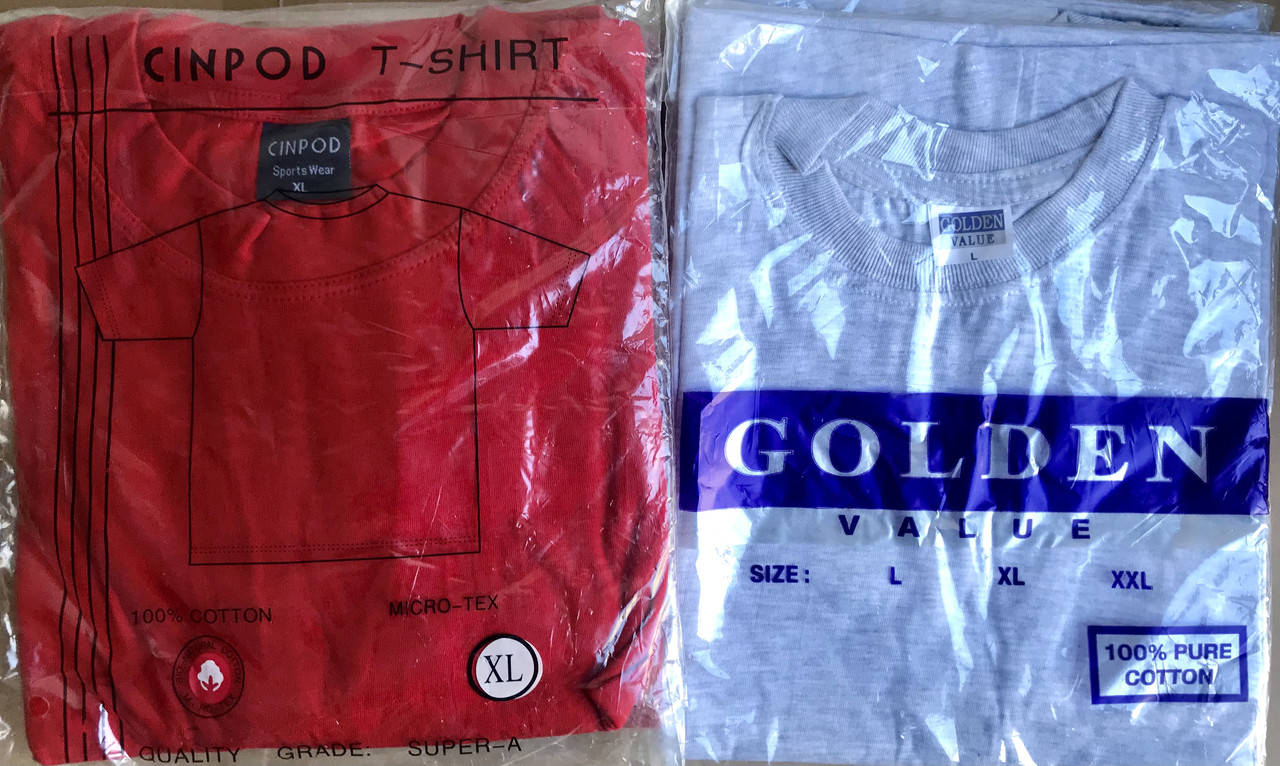 CINPOD T-SHIRT
CINPOD
Sports Wear
XL
100% COTTON MICRO-TEX
XL
QUALITY GRADE: SUPER-A
GOLDEN
VALUE
L
GOLDEN
VALUE
SIZE: L XL XXL
100% PURE
COTTON